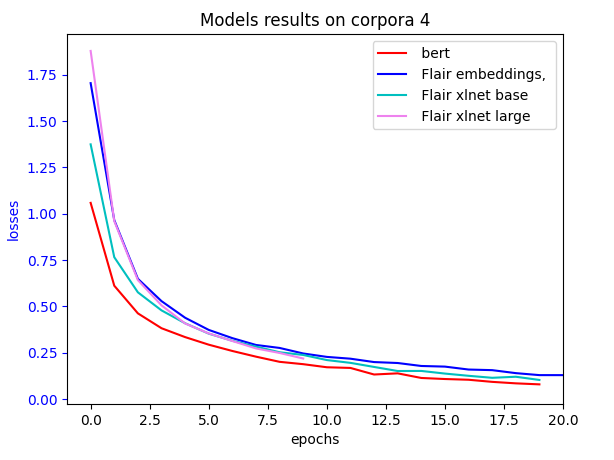 Models results on corpora 4
bert
Flair embeddings,
Flair xlnet base
Flair xlnet large
losses
1.75
1.50
1.25
1.00
0.75
0.50
0.25
0.00
0.0 2.5 5.0 7.5 10.0 12.5 15.0 17.5 20.0
epochs